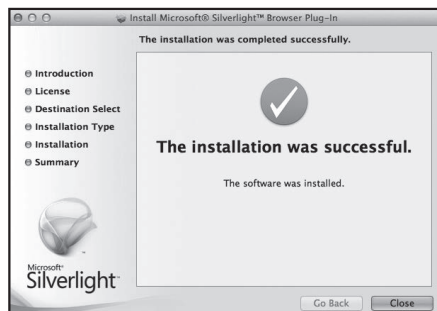 Install Microsoft® Silverlight™ Browser Plug-In
The installation was completed successfully.
Introduction
License
Destination Select
Installation Type
Installation
Summary
The installation was successful.
The software was installed.
Microsoft®
Silverlight™
Go Back
Close